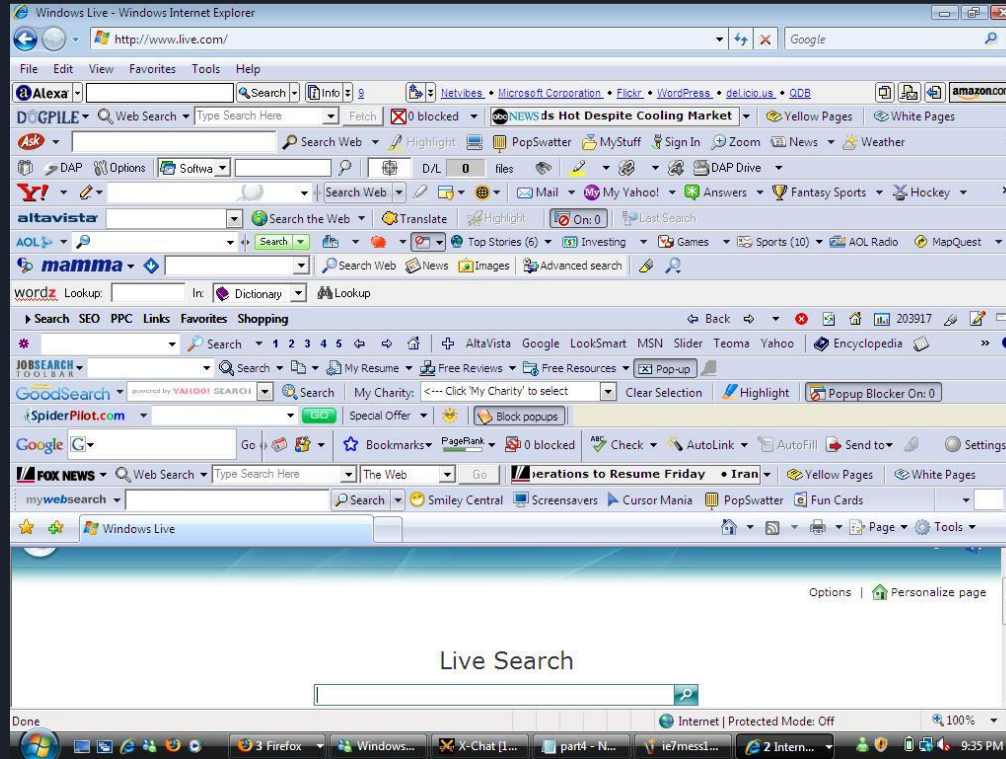 Windows Live - Windows Internet Explorer
http://www.live.com/ Google
File Edit View Favorites Tools Help
Alexa Search Info 9 Netvibes • Microsoft Corporation • Flickr • WordPress • del.icio.us • QDB amazon.com
DOGPILE Web Search Type Search Here Fetch 0 blocked abc NEWS ds Hot Despite Cooling Market Yellow Pages White Pages
Ask Search Web Highlight PopSwatter MyStuff Sign In Zoom News Weather
DAP Options Softwa D/L 0 files DAP Drive
Y! Search Web Mail My Yahoo! Answers Fantasy Sports Hockey
altavista Search the Web Translate Highlight On: 0 Last Search
AOL Search Top Stories (6) Investing Games Sports (10) AOL Radio MapQuest
mamma Search Web News Images Advanced search
wordz Lookup: In: Dictionary Lookup
Search SEO PPC Links Favorites Shopping Back 203917
Search 1 2 3 4 5 AltaVista Google LookSmart MSN Slider Teoma Yahoo Encyclopedia »
JOBSEARCH TOOLBAR Search My Resume Free Reviews Free Resources Pop-up
GoodSearch powered by YAHOO! SEARCH Search My Charity: <--- Click 'My Charity' to select Clear Selection Highlight Popup Blocker On: 0
SpiderPilot.com GO Special Offer Block popups
Google G Go Bookmarks PageRank 0 blocked ABC Check AutoLink AutoFill Send to Settings
FOX NEWS Web Search Type Search Here The Web Go erations to Resume Friday • Iran Yellow Pages White Pages
mywebsearch Search Smiley Central Screensavers Cursor Mania PopSwatter Fun Cards
Windows Live Page Tools
Options | Personalize page
Live Search
Done Internet | Protected Mode: Off 100%
3 Firefox Windows... X-Chat [1... part4 - N... ie7mess1... 2 Intern... 9:35 PM